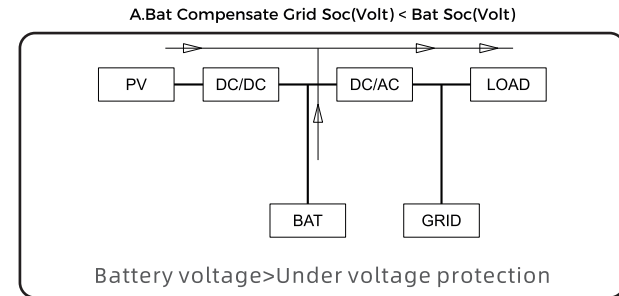 A.Bat Compensate Grid Soc(Volt) < Bat Soc(Volt)
PV
DC/DC
DC/AC
LOAD
BAT
GRID
Battery voltage>Under voltage protection